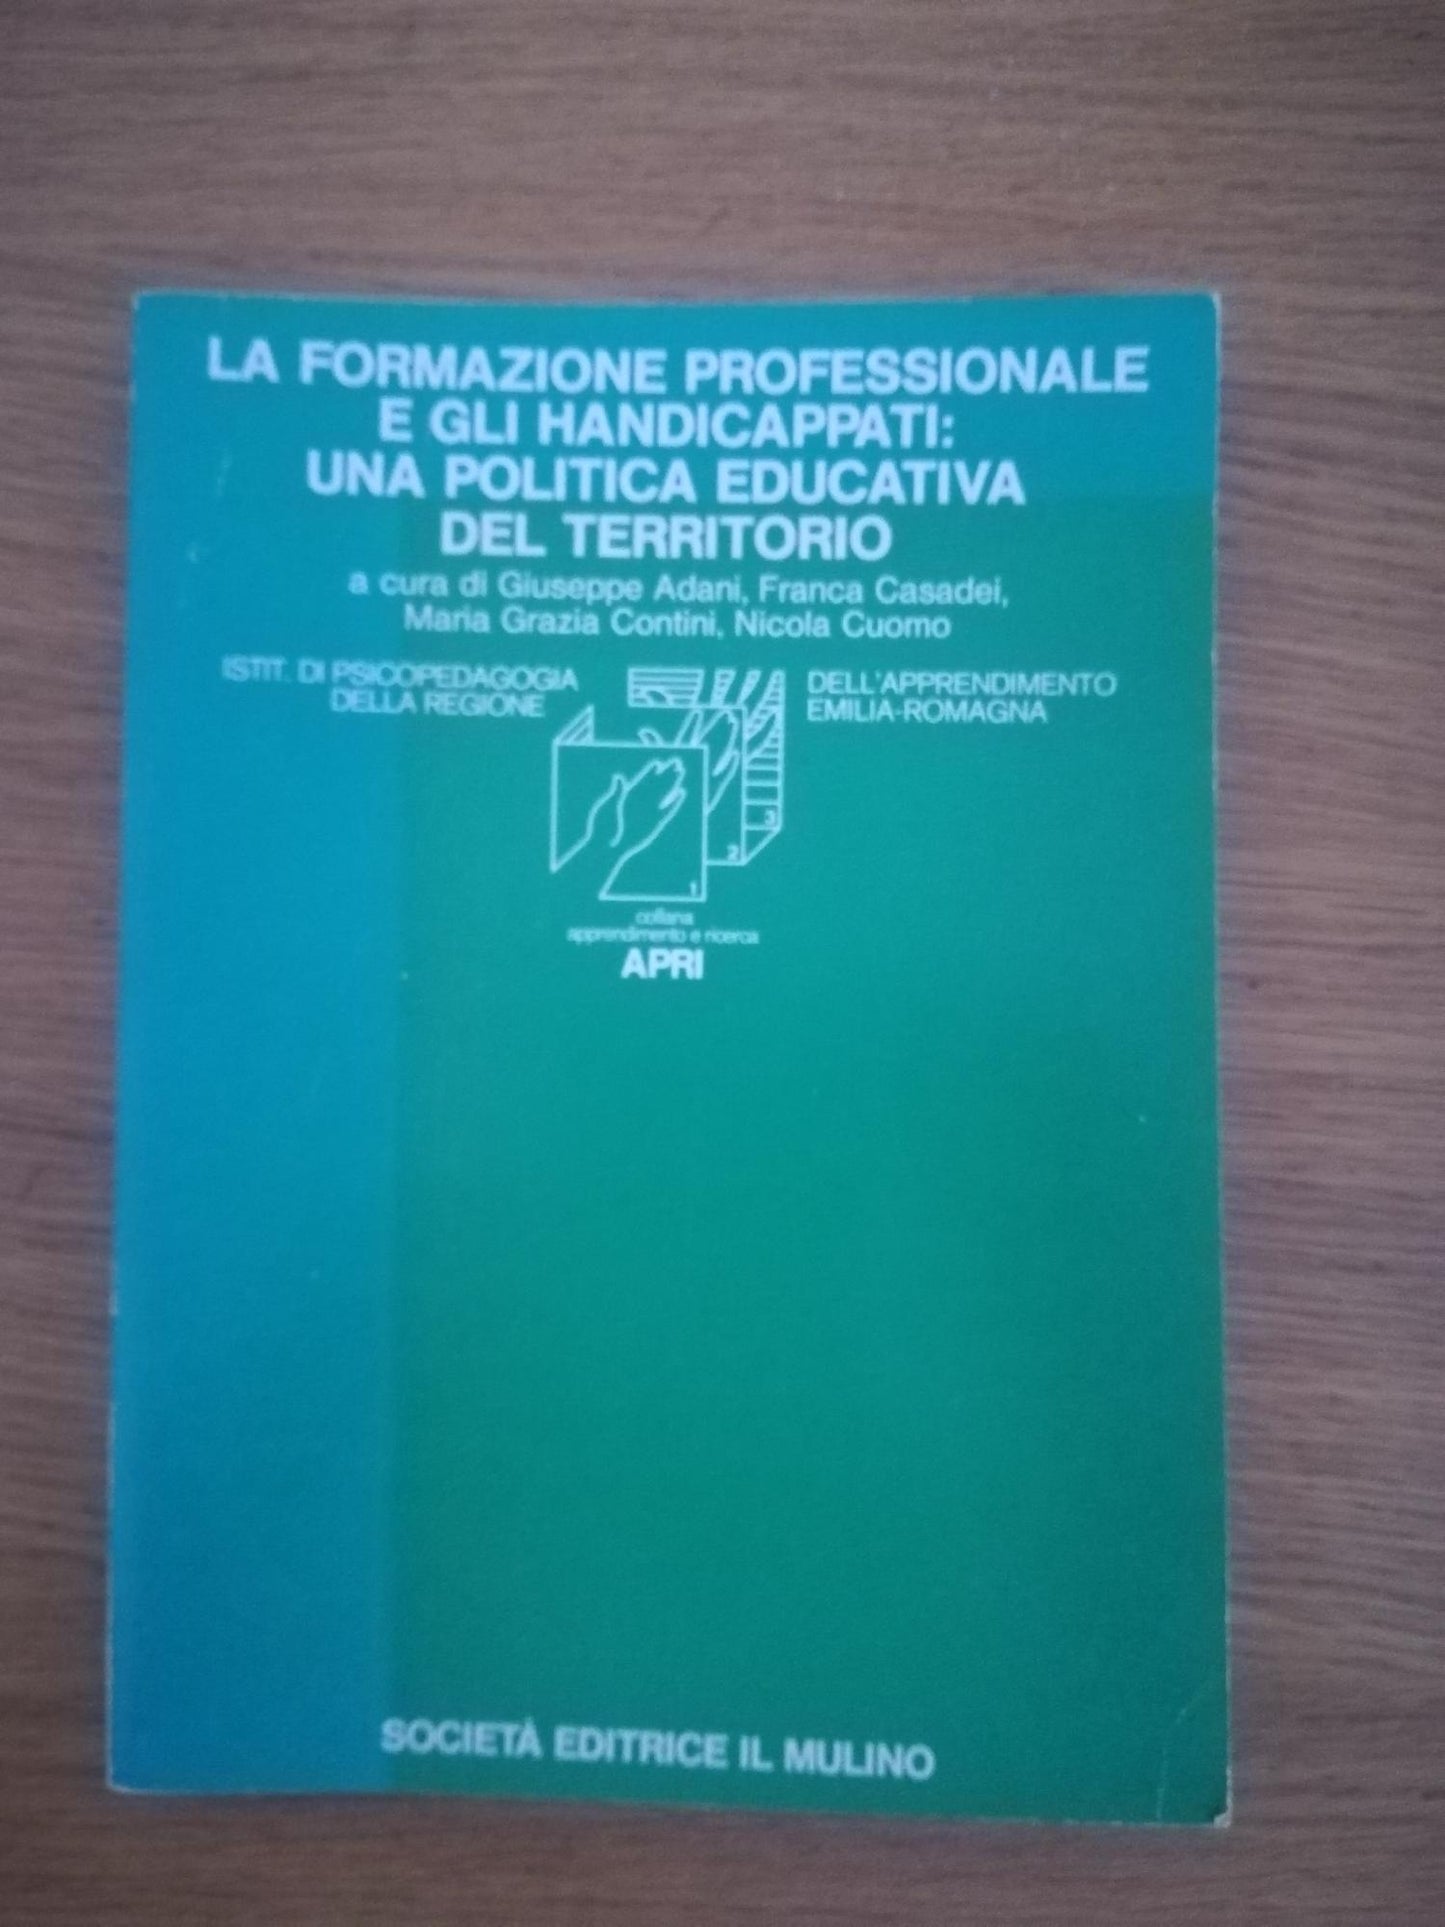 LA FORMAZIONE PROFESSIONALE
E GLI HANDICAPPATI:
UNA POLITICA EDUCATIVA
DEL TERRITORIO
a cura di Giuseppe Adani, Franca Casadei,
Maria Grazia Contini, Nicola Cuomo
ISTIT. DI PSICOPEDAGOGIA
DELLA REGIONE
DELL'APPRENDIMENTO
EMILIA-ROMAGNA
3
2
1
collana
apprendimento e ricerca
APRI
SOCIETÀ EDITRICE IL MULINO